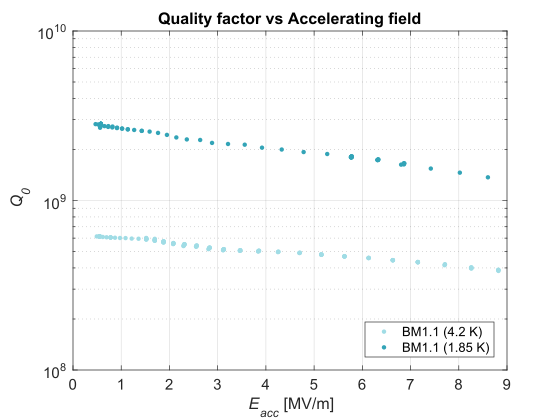 Quality factor vs Accelerating field
10^10
10^9
10^8
Q_0
0 1 2 3 4 5 6 7 8 9
E_acc [MV/m]
BM1.1 (4.2 K)
BM1.1 (1.85 K)